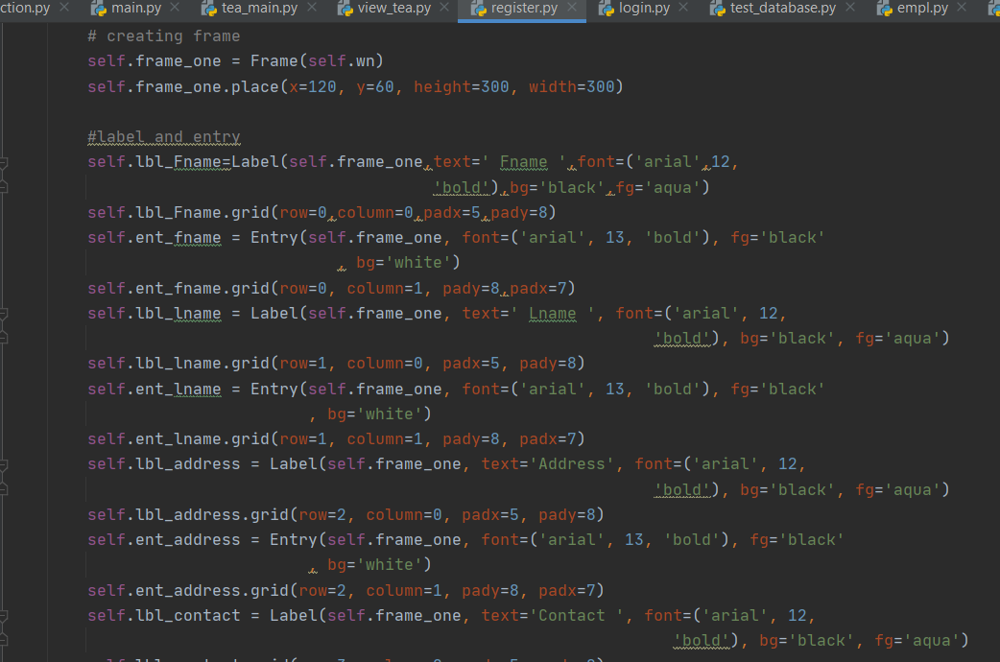 ction.py main.py tea_main.py view_tea.py register.py login.py test_database.py empl.py
# creating frame
self.frame_one = Frame(self.wn)
self.frame_one.place(x=120, y=60, height=300, width=300)
#label and entry
self.lbl_Fname=Label(self.frame_one,text=' Fname ',font=('arial',12,
'bold'),bg='black',fg='aqua')
self.lbl_Fname.grid(row=0,column=0,padx=5,pady=8)
self.ent_fname = Entry(self.frame_one, font=('arial', 13, 'bold'), fg='black'
, bg='white')
self.ent_fname.grid(row=0, column=1, pady=8,padx=7)
self.lbl_lname = Label(self.frame_one, text=' Lname ', font=('arial', 12,
'bold'), bg='black', fg='aqua')
self.lbl_lname.grid(row=1, column=0, padx=5, pady=8)
self.ent_lname = Entry(self.frame_one, font=('arial', 13, 'bold'), fg='black'
, bg='white')
self.ent_lname.grid(row=1, column=1, pady=8, padx=7)
self.lbl_address = Label(self.frame_one, text='Address', font=('arial', 12,
'bold'), bg='black', fg='aqua')
self.lbl_address.grid(row=2, column=0, padx=5, pady=8)
self.ent_address = Entry(self.frame_one, font=('arial', 13, 'bold'), fg='black'
, bg='white')
self.ent_address.grid(row=2, column=1, pady=8, padx=7)
self.lbl_contact = Label(self.frame_one, text='Contact ', font=('arial', 12,
'bold'), bg='black', fg='aqua')